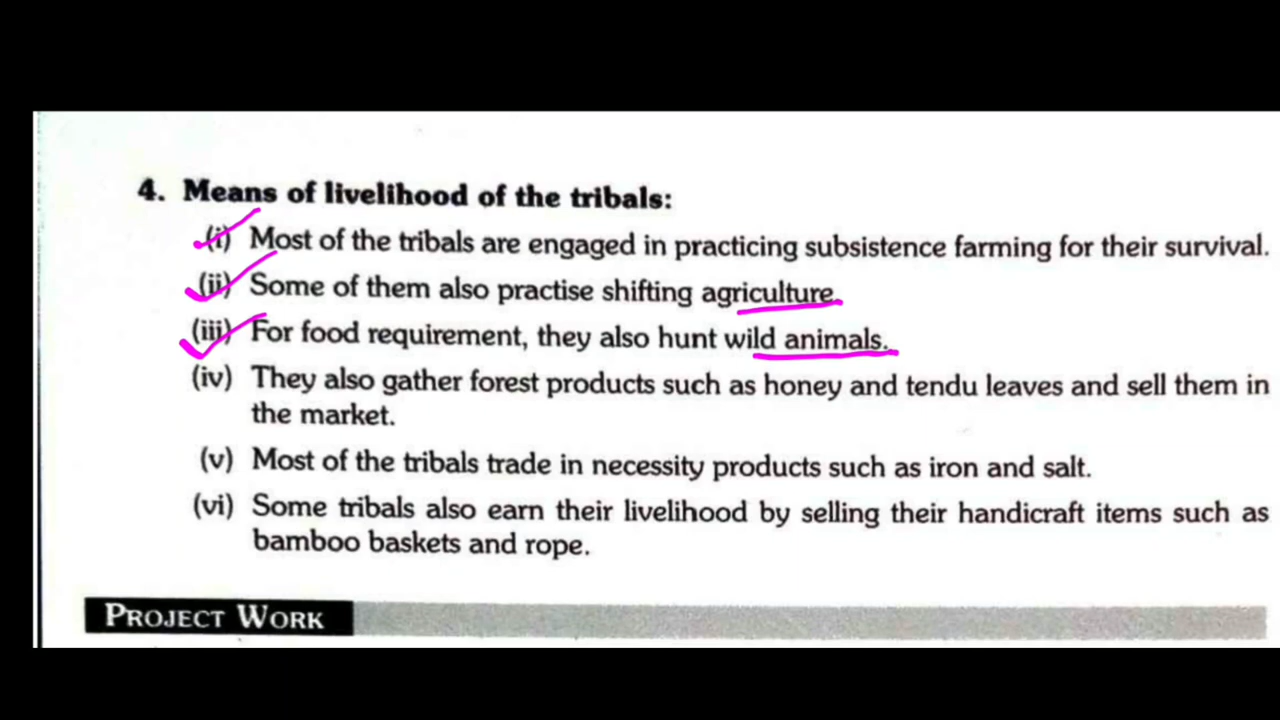 4. Means of livelihood of the tribals:
(i) Most of the tribals are engaged in practicing subsistence farming for their survival.
(ii) Some of them also practise shifting agriculture.
(iii) For food requirement, they also hunt wild animals.
(iv) They also gather forest products such as honey and tendu leaves and sell them in
the market.
(v) Most of the tribals trade in necessity products such as iron and salt.
(vi) Some tribals also earn their livelihood by selling their handicraft items such as
bamboo baskets and rope.
PROJECT WORK